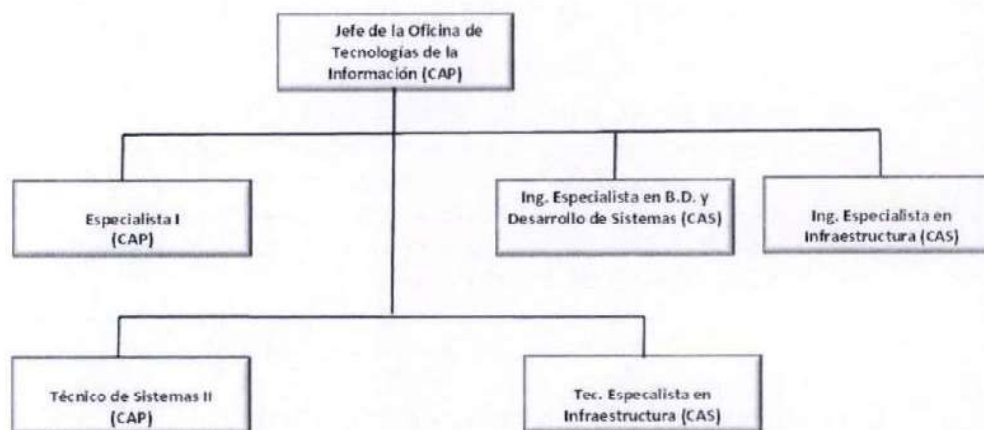 Jefe de la Oficina de
Tecnologías de la
Información (CAP)
Especialista I
(CAP)
Ing. Especialista en B.D. y
Desarrollo de Sistemas (CAS)
Ing. Especialista en
Infraestructura (CAS)
Técnico de Sistemas II
(CAP)
Tec. Especalista en
Infraestructura (CAS)